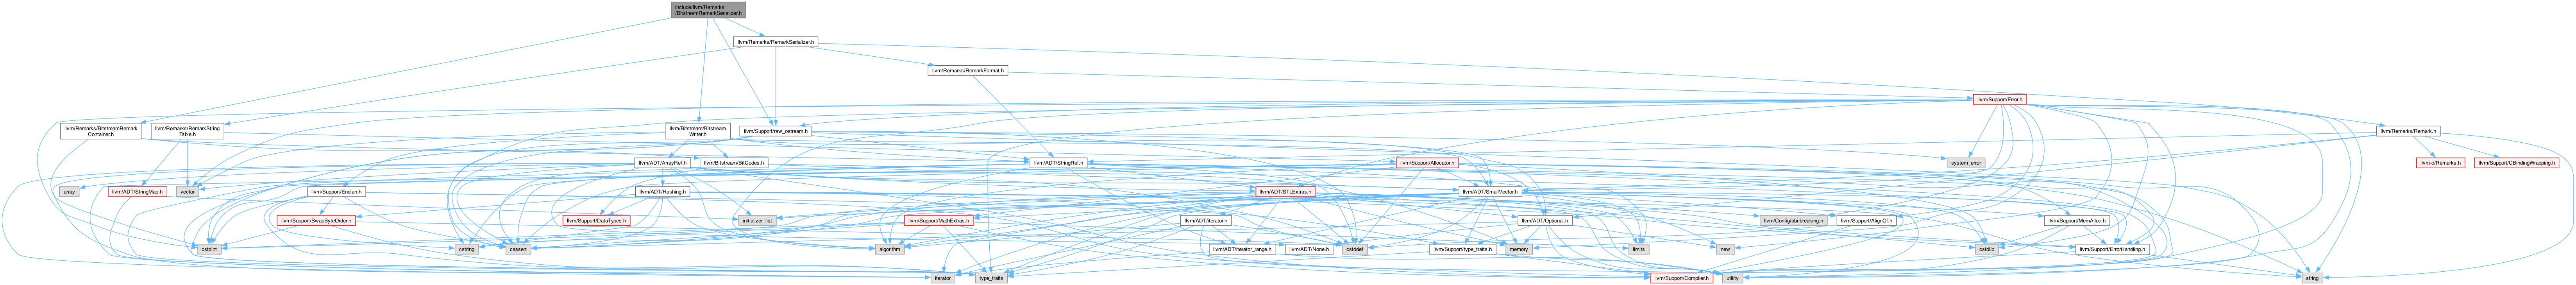 include/llvm/Remarks
/BitstreamRemarkSerializer.h
llvm/Remarks/RemarkSerializer.h
llvm/Remarks/RemarkFormat.h
llvm/Support/Error.h
llvm/Remarks/BitstreamRemark
Container.h
llvm/Remarks/RemarkString
Table.h
llvm/Bitstream/Bitstream
Writer.h
llvm/Support/raw_ostream.h
llvm/Remarks/Remark.h
llvm/ADT/ArrayRef.h
llvm/Bitstream/BitCodes.h
llvm/ADT/StringRef.h
llvm/Support/Allocator.h
system_error
llvm-c/Remarks.h
llvm/Support/CBindingWrapping.h
array
llvm/ADT/StringMap.h
vector
llvm/Support/Endian.h
llvm/ADT/Hashing.h
llvm/ADT/STLExtras.h
llvm/ADT/SmallVector.h
llvm/Support/SwapByteOrder.h
llvm/Support/DataTypes.h
initializer_list
llvm/Support/MathExtras.h
llvm/ADT/iterator.h
llvm/ADT/Optional.h
llvm/Config/abi-breaking.h
llvm/Support/AlignOf.h
llvm/Support/MemAlloc.h
cstdint
cstring
cassert
algorithm
llvm/ADT/iterator_range.h
llvm/ADT/None.h
cstddef
limits
llvm/Support/type_traits.h
memory
new
cstdlib
llvm/Support/ErrorHandling.h
iterator
type_traits
llvm/Support/Compiler.h
utility
string